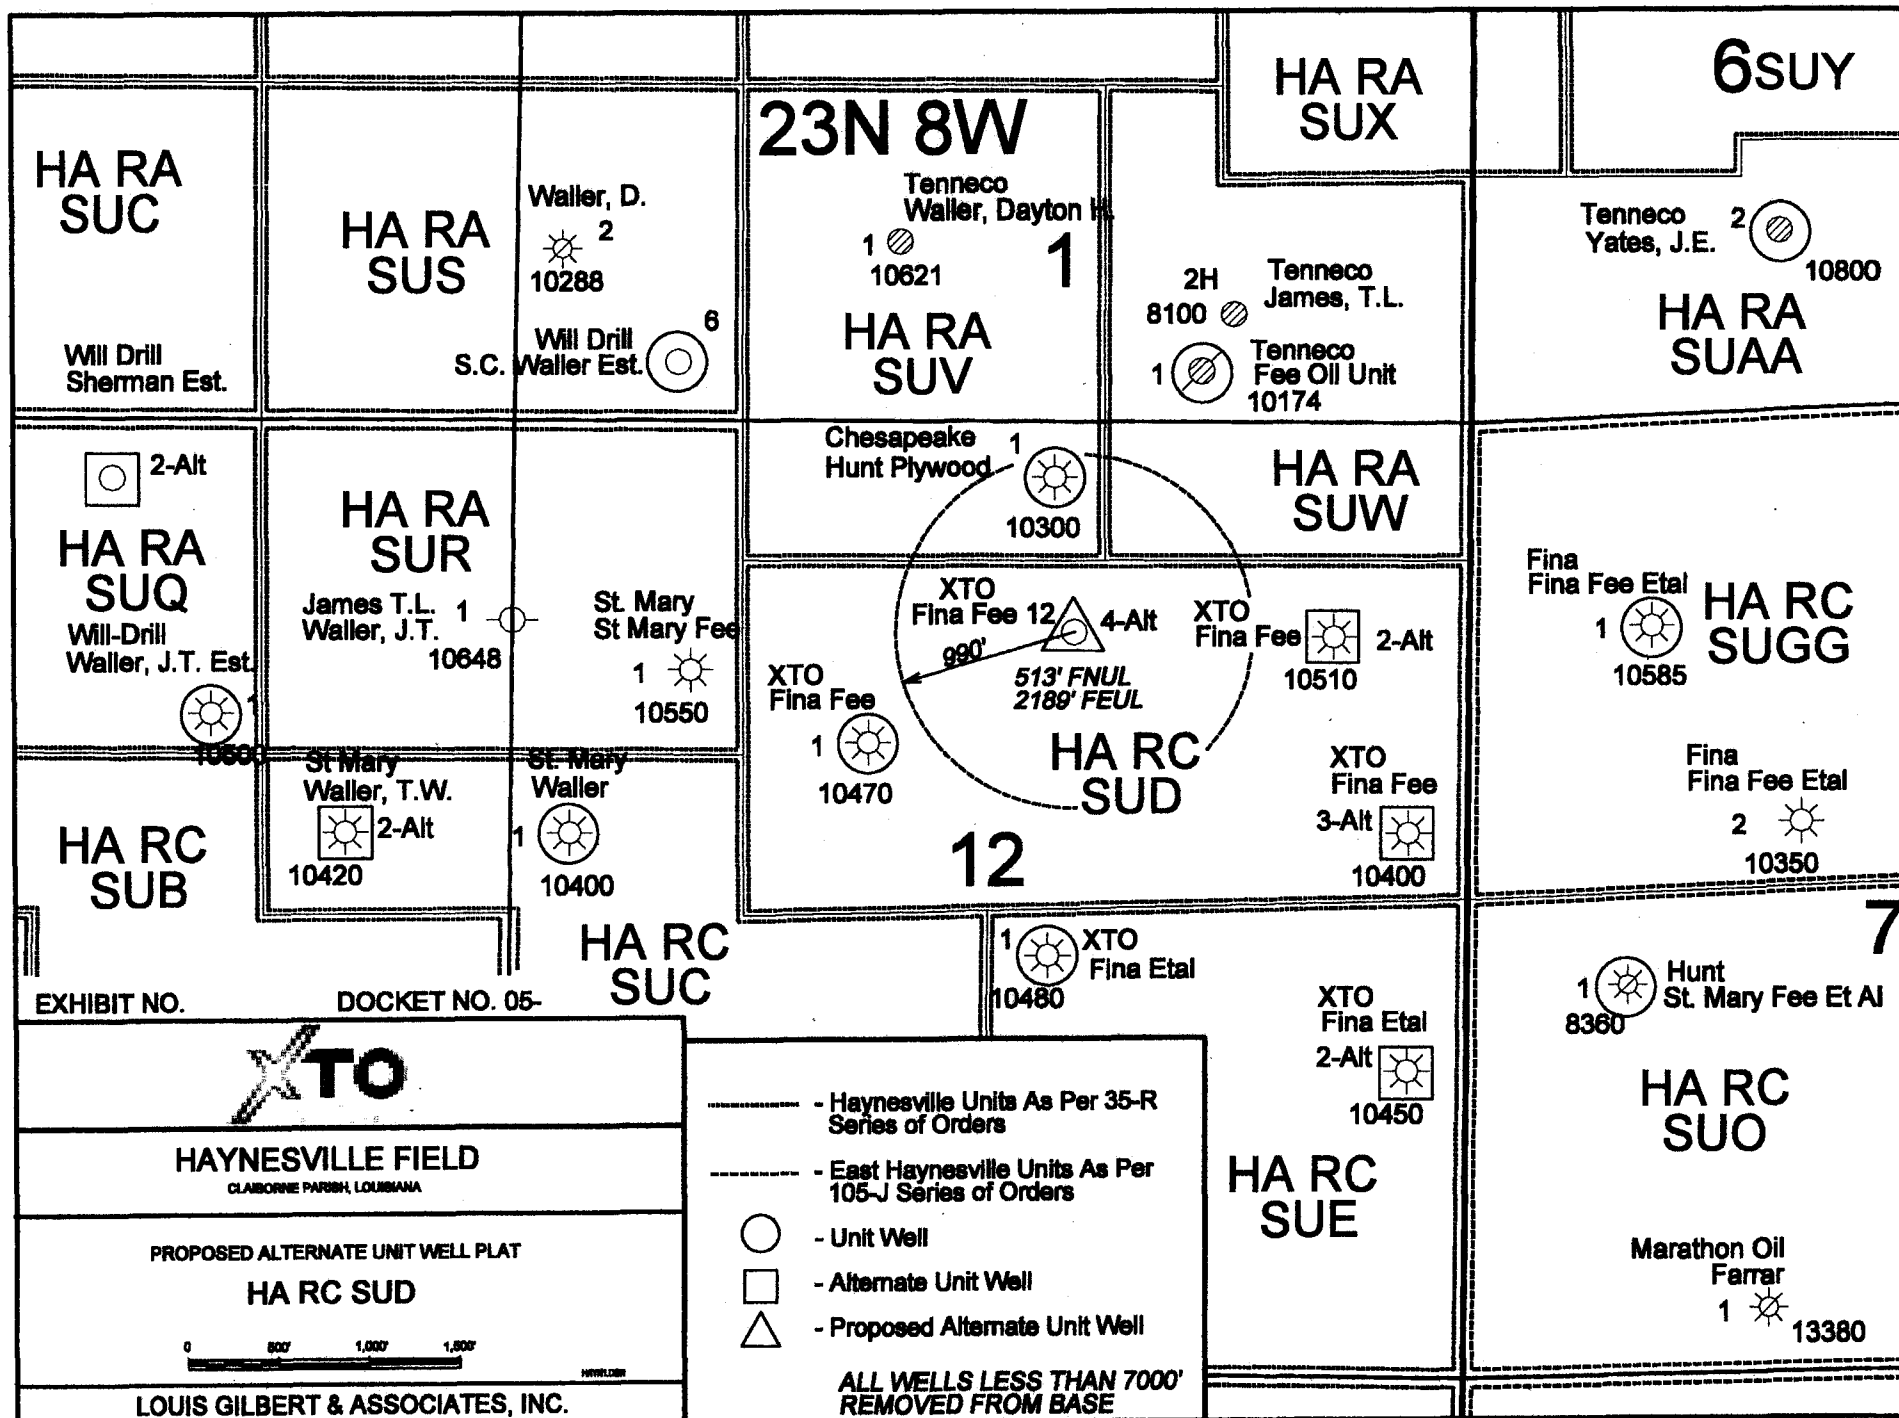 HA RA
SUX
6SUY
23N 8W
HA RA
SUC
HA RA
SUS
Waller, D.
2
10288
Tenneco
Waller, Dayton H.
1
10621
1
2H
8100
Tenneco
James, T.L.
Tenneco
Yates, J.E.
2
10800
HA RA
SUAA
Will Drill
Sherman Est.
Will Drill
S.C. Waller Est.
6
HA RA
SUV
1
Tenneco
Fee Oil Unit
10174
2-Alt
HA RA
SUQ
Will-Drill
Waller, J.T. Est.
1
10500
HA RA
SUR
James T.L.
Waller, J.T.
1
10648
St. Mary
St Mary Fee
1
10550
Chesapeake
Hunt Plywood
1
10300
HA RA
SUW
XTO
Fina Fee 12
4-Alt
990'
513' FNUL
2189' FEUL
XTO
Fina Fee
2-Alt
10510
Fina
Fina Fee Etal
1
10585
HA RC
SUGG
XTO
Fina Fee
1
10470
HA RC
SUD
XTO
Fina Fee
3-Alt
10400
Fina
Fina Fee Etal
2
10350
HA RC
SUB
St Mary
Waller, T.W.
2-Alt
10420
St. Mary
Waller
1
10400
12
HA RC
SUC
1
XTO
Fina Etal
10480
7
1
Hunt
St. Mary Fee Et Al
8360
XTO
Fina Etal
2-Alt
10450
HA RC
SUO
HA RC
SUE
Marathon Oil
Farrar
1
13380
EXHIBIT NO.
DOCKET NO. 05-
XTO
HAYNESVILLE FIELD
CLAIBORNE PARISH, LOUISIANA
PROPOSED ALTERNATE UNIT WELL PLAT
HA RC SUD
0 500' 1,000' 1,500'
LOUIS GILBERT & ASSOCIATES, INC.
- Haynesville Units As Per 35-R
Series of Orders
- East Haynesville Units As Per
105-J Series of Orders
- Unit Well
- Alternate Unit Well
- Proposed Alternate Unit Well
ALL WELLS LESS THAN 7000'
REMOVED FROM BASE